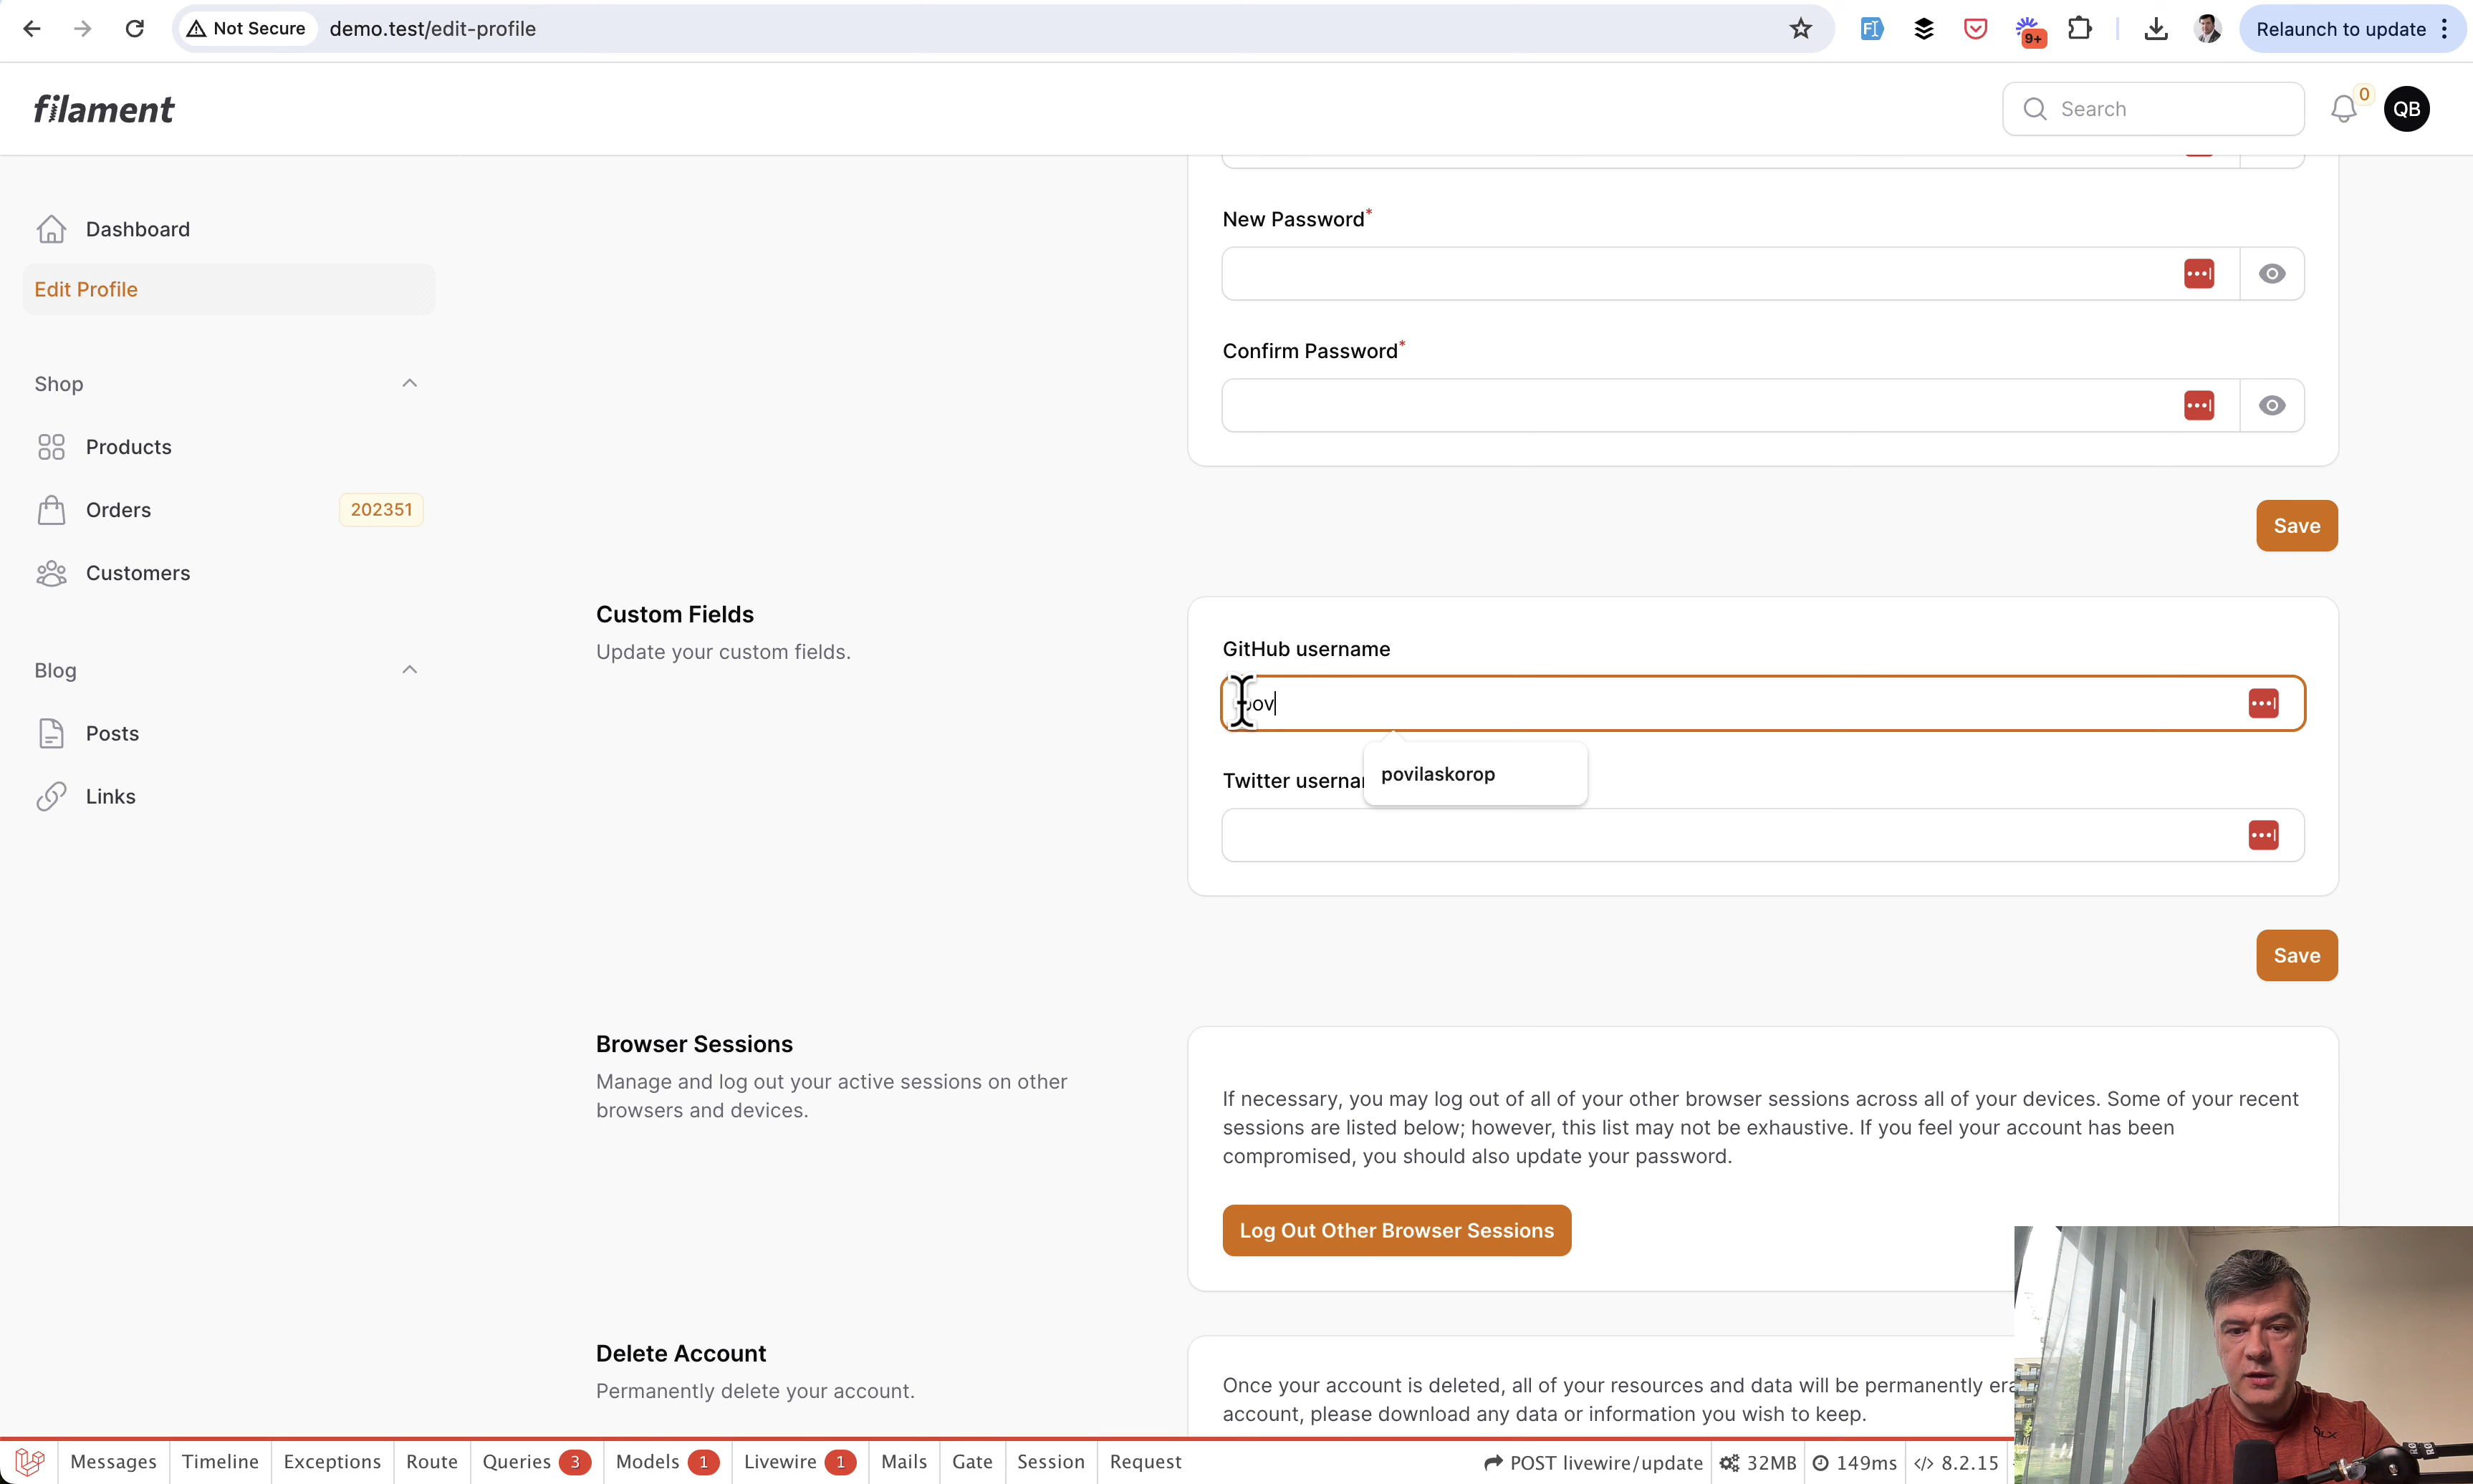 Not Secure
demo.test/edit-profile
9+
Relaunch to update
filament
Search
0
QB
Dashboard
Edit Profile
Shop
Products
Orders
202351
Customers
Blog
Posts
Links
New Password*
Confirm Password*
Save
Custom Fields
Update your custom fields.
GitHub username
povilaskorop
Twitter
Save
Browser Sessions
Manage and log out your active sessions on other
browsers and devices.
If necessary, you may log out of all of your other browser sessions across all of your devices. Some of your recent
sessions are listed below; however, this list may not be exhaustive. If you feel your account has been
compromised, you should also update your password.
Log Out Other Browser Sessions
Delete Account
Permanently delete your account.
Once your account is deleted, all of your resources and data will be permanently
account, please download any data or information you wish to keep.
Messages
Timeline
Exceptions
Route
Queries 3
Models 1
Livewire 1
Mails
Gate
Session
Request
POST livewire/update
32MB
149ms
8.2.15